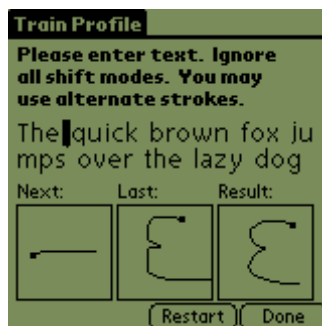 Train Profile
Please enter text. Ignore
all shift modes. You may
use alternate strokes.
The quick brown fox ju
mps over the lazy dog
Next: Last: Result:
Restart Done